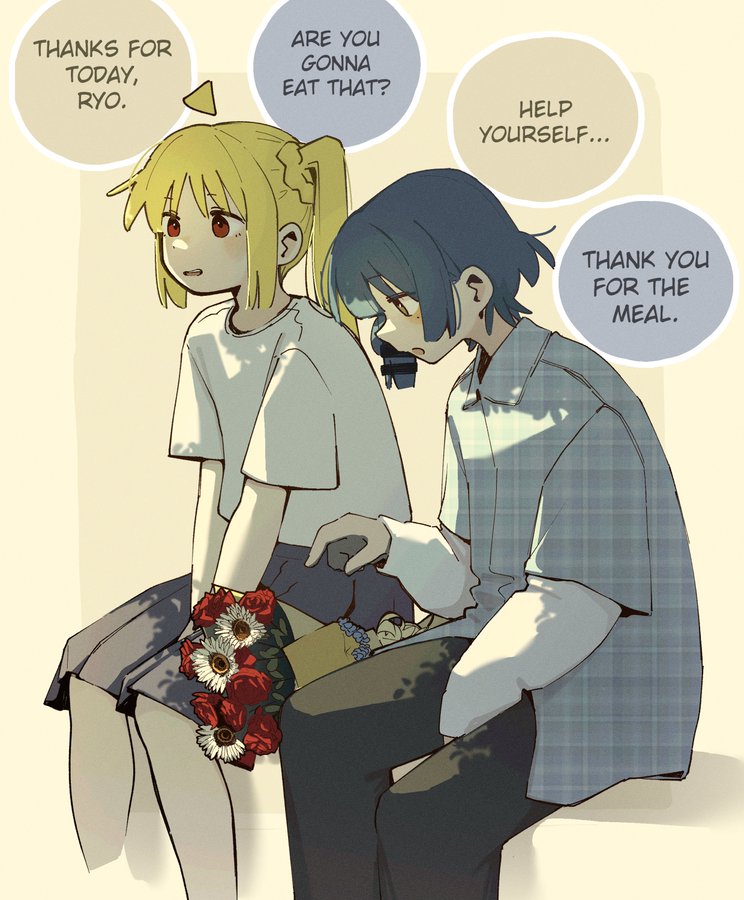 THANKS FOR
TODAY,
RYO.
ARE YOU
GONNA
EAT THAT?
HELP
YOURSELF...
THANK YOU
FOR THE
MEAL.